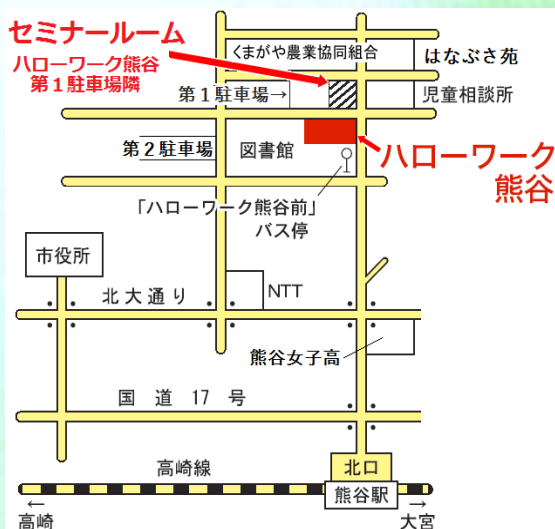 セミナールーム
ハローワーク熊谷
第1駐車場隣
くまがや農業協同組合
はなぶさ苑
第1駐車場→
児童相談所
第2駐車場
図書館
ハローワーク
熊谷
「ハローワーク熊谷前」
バス停
市役所
北大通り
NTT
熊谷女子高
国道17号
高崎線
北口
熊谷駅
←
高崎
→
大宮